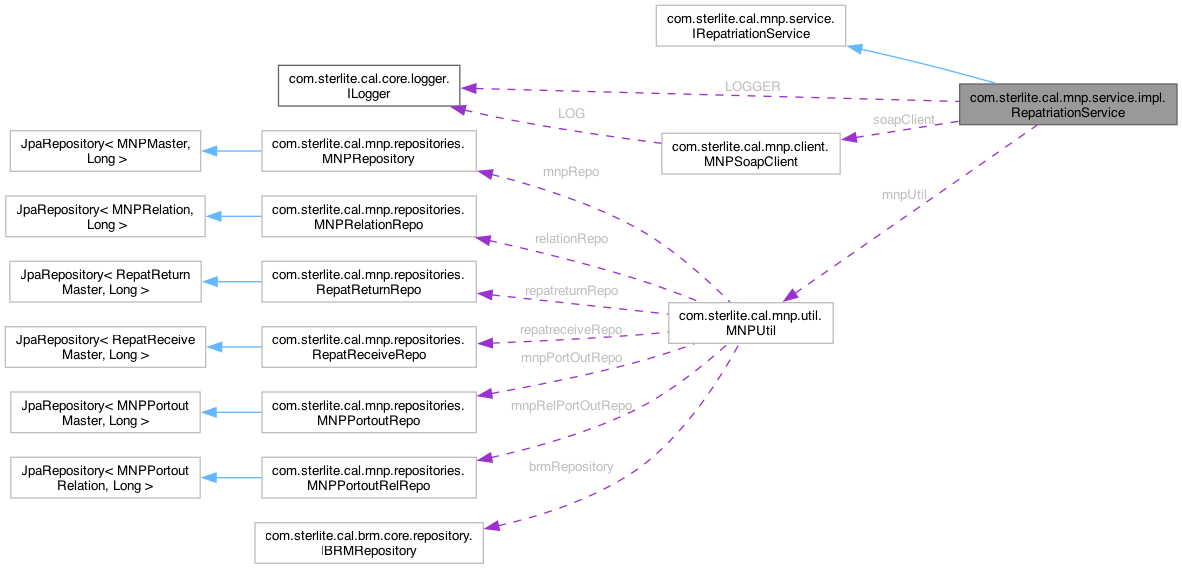 com.sterlite.cal.mnp.service.
IRepatriationService
com.sterlite.cal.core.logger.
ILogger
LOGGER
com.sterlite.cal.mnp.service.impl.
RepatriationService
LOG
soapClient
JpaRepository< MNPMaster,
Long >
com.sterlite.cal.mnp.repositories.
MNPRepository
com.sterlite.cal.mnp.client.
MNPSoapClient
mnpRepo
mnpUtil
JpaRepository< MNPRelation,
Long >
com.sterlite.cal.mnp.repositories.
MNPRelationRepo
relationRepo
JpaRepository< RepatReturn
Master, Long >
com.sterlite.cal.mnp.repositories.
RepatReturnRepo
repatreturnRepo
com.sterlite.cal.mnp.util.
MNPUtil
JpaRepository< RepatReceive
Master, Long >
com.sterlite.cal.mnp.repositories.
RepatReceiveRepo
repatreceiveRepo
mnpPortOutRepo
JpaRepository< MNPPortout
Master, Long >
com.sterlite.cal.mnp.repositories.
MNPPortoutRepo
mnpRelPortOutRepo
JpaRepository< MNPPortout
Relation, Long >
com.sterlite.cal.mnp.repositories.
MNPPortoutRelRepo
brmRepository
com.sterlite.cal.brm.core.repository.
IBRMRepository